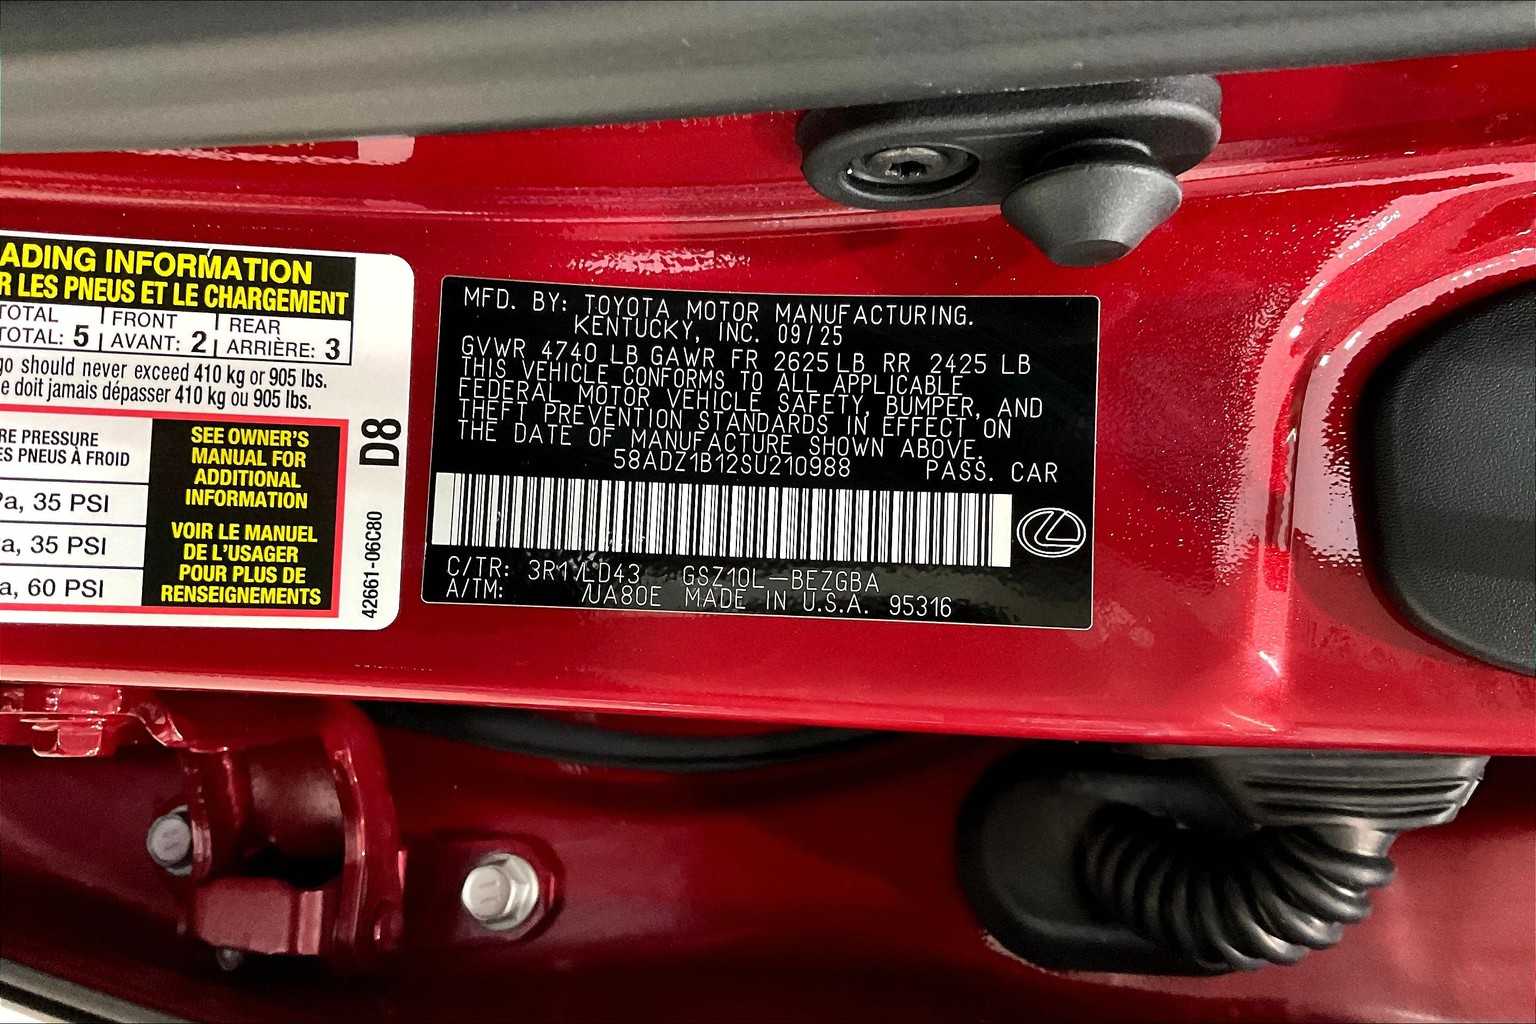 ADING INFORMATION
R LES PNEUS ET LE CHARGEMENT
TOTAL FRONT REAR
TOTAL: 5 AVANT: 2 ARRIÈRE: 3
go should never exceed 410 kg or 905 lbs.
e doit jamais dépasser 410 kg ou 905 lbs.
RE PRESSURE
ES PNEUS À FROID
Pa, 35 PSI
a, 35 PSI
a, 60 PSI
SEE OWNER'S
MANUAL FOR
ADDITIONAL
INFORMATION
VOIR LE MANUEL
DE L'USAGER
POUR PLUS DE
RENSEIGNEMENTS
D8
42661-06C80
MFD. BY: TOYOTA MOTOR MANUFACTURING.
KENTUCKY, INC. 09/25
GVWR 4740 LB GAWR FR 2625 LB RR 2425 LB
THIS VEHICLE CONFORMS TO ALL APPLICABLE
FEDERAL MOTOR VEHICLE SAFETY, BUMPER, AND
THEFT PREVENTION STANDARDS IN EFFECT ON
THE DATE OF MANUFACTURE SHOWN ABOVE.
58ADZ1B12SU210988 PASS. CAR
C/TR: 3R1/LD43 GSZ10L-BEZGBA
A/TM: /UA80E MADE IN U.S.A. 95316